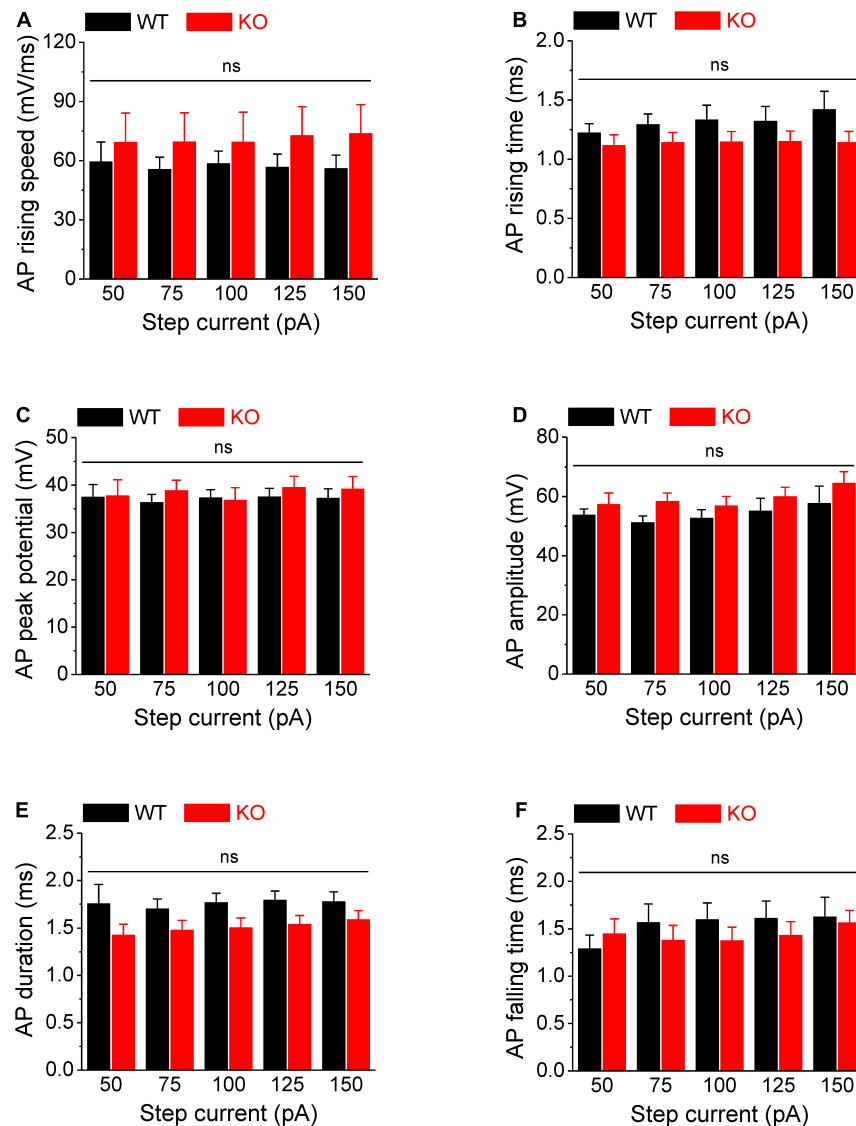 A
WT KO
120
90
60
30
0
ns
AP rising speed (mV/ms)
50 75 100 125 150
Step current (pA)
B
WT KO
2.0
1.5
1.0
0.5
0.0
ns
AP rising time (ms)
50 75 100 125 150
Step current (pA)
C
WT KO
50
40
30
20
10
0
ns
AP peak potential (mV)
50 75 100 125 150
Step current (pA)
D
WT KO
80
60
40
20
0
ns
AP amplitude (mV)
50 75 100 125 150
Step current (pA)
E
WT KO
2.5
2.0
1.5
1.0
0.5
0.0
ns
AP duration (ms)
50 75 100 125 150
Step current (pA)
F
WT KO
2.5
2.0
1.5
1.0
0.5
0.0
ns
AP falling time (ms)
50 75 100 125 150
Step current (pA)